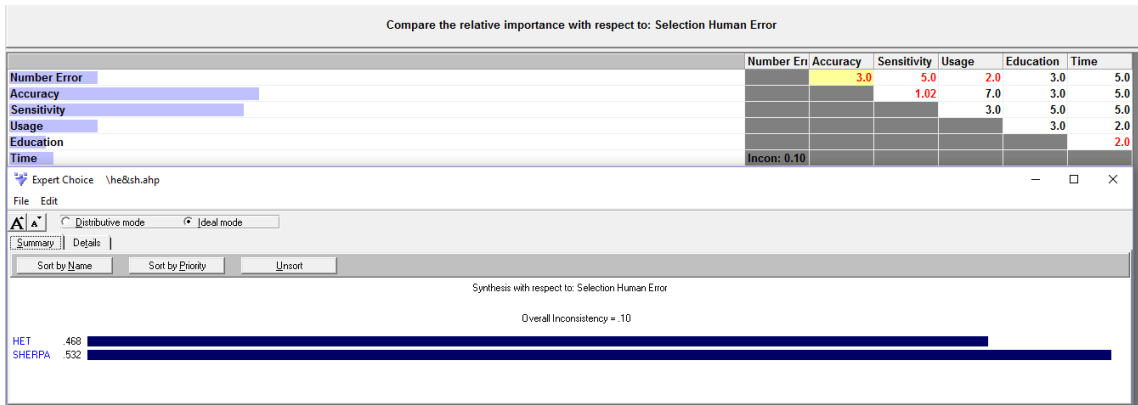 Compare the relative importance with respect to: Selection Human Error
Number Err Accuracy Sensitivity Usage Education Time
Number Error 3.0 5.0 2.0 3.0 5.0
Accuracy 1.02 7.0 3.0 5.0
Sensitivity 3.0 5.0 5.0
Usage 3.0 2.0
Education 2.0
Time Incon: 0.10
Expert Choice \he&sh.ahp
File Edit
A A Distributive mode Ideal mode
Summary Details
Sort by Name Sort by Priority Unsort
Synthesis with respect to: Selection Human Error
Overall Inconsistency = .10
HET .468
SHERPA .532